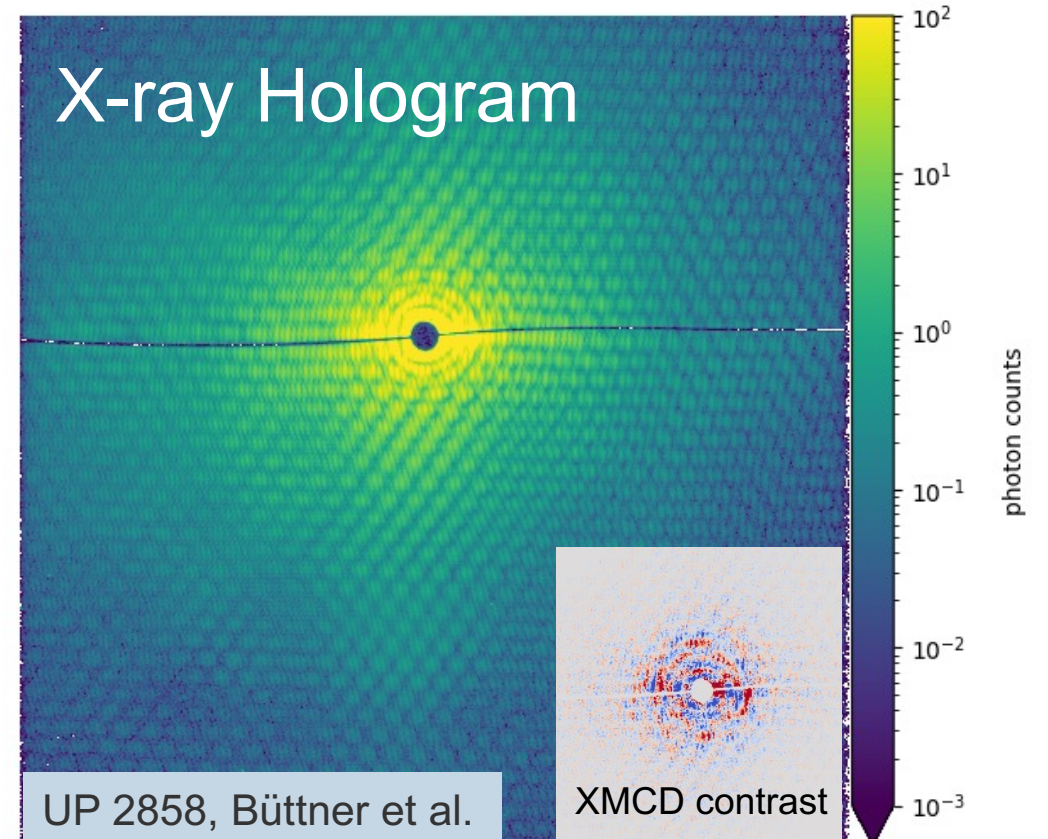 X-ray Hologram
10²
10¹
10⁰
10⁻¹
10⁻²
10⁻³
photon counts
XMCD contrast
UP 2858, Büttner et al.